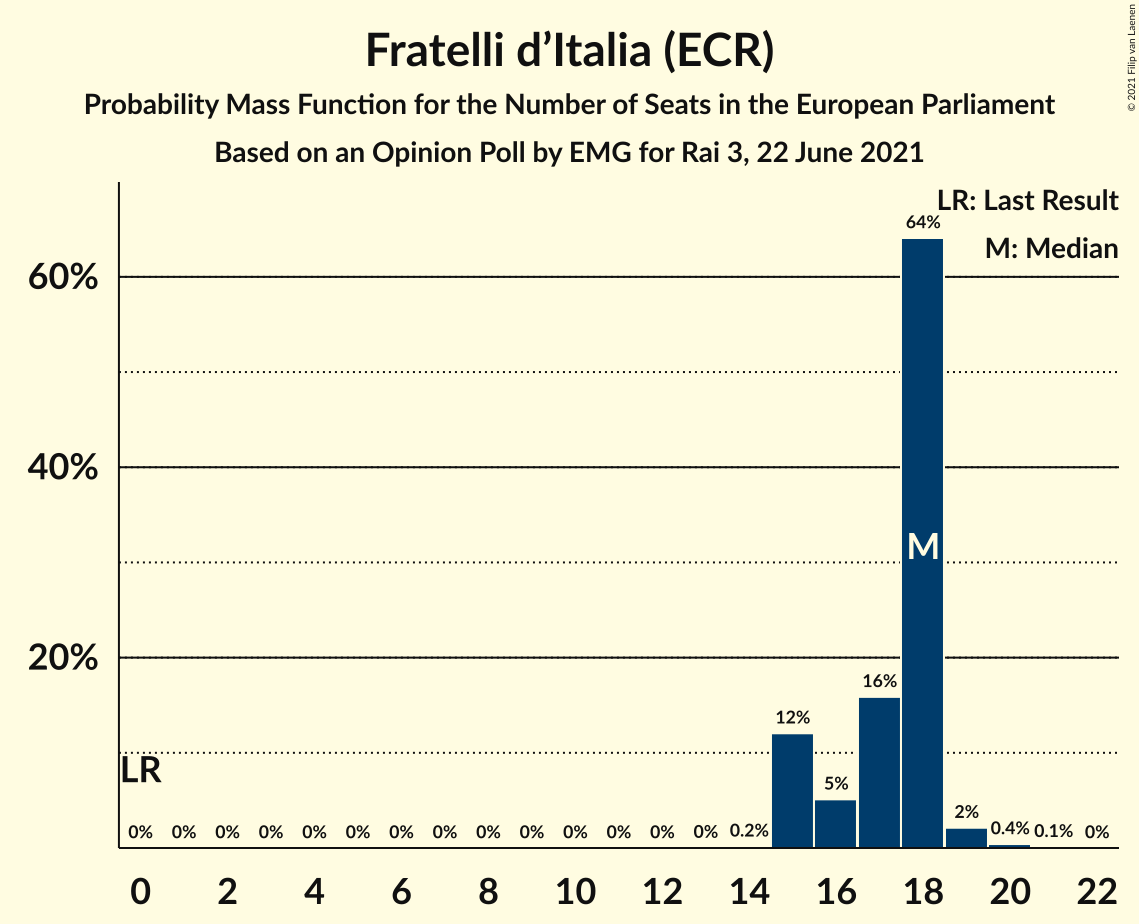 Fratelli d’Italia (ECR)
Probability Mass Function for the Number of Seats in the European Parliament
Based on an Opinion Poll by EMG for Rai 3, 22 June 2021
© 2021 Filip van Laenen
LR: Last Result
M: Median
60%
40%
20%
64%
M
16%
12%
5%
2%
LR
0% 0% 0% 0% 0% 0% 0% 0% 0% 0% 0% 0% 0% 0% 0.2% 0.4% 0.1% 0%
0 2 4 6 8 10 12 14 16 18 20 22